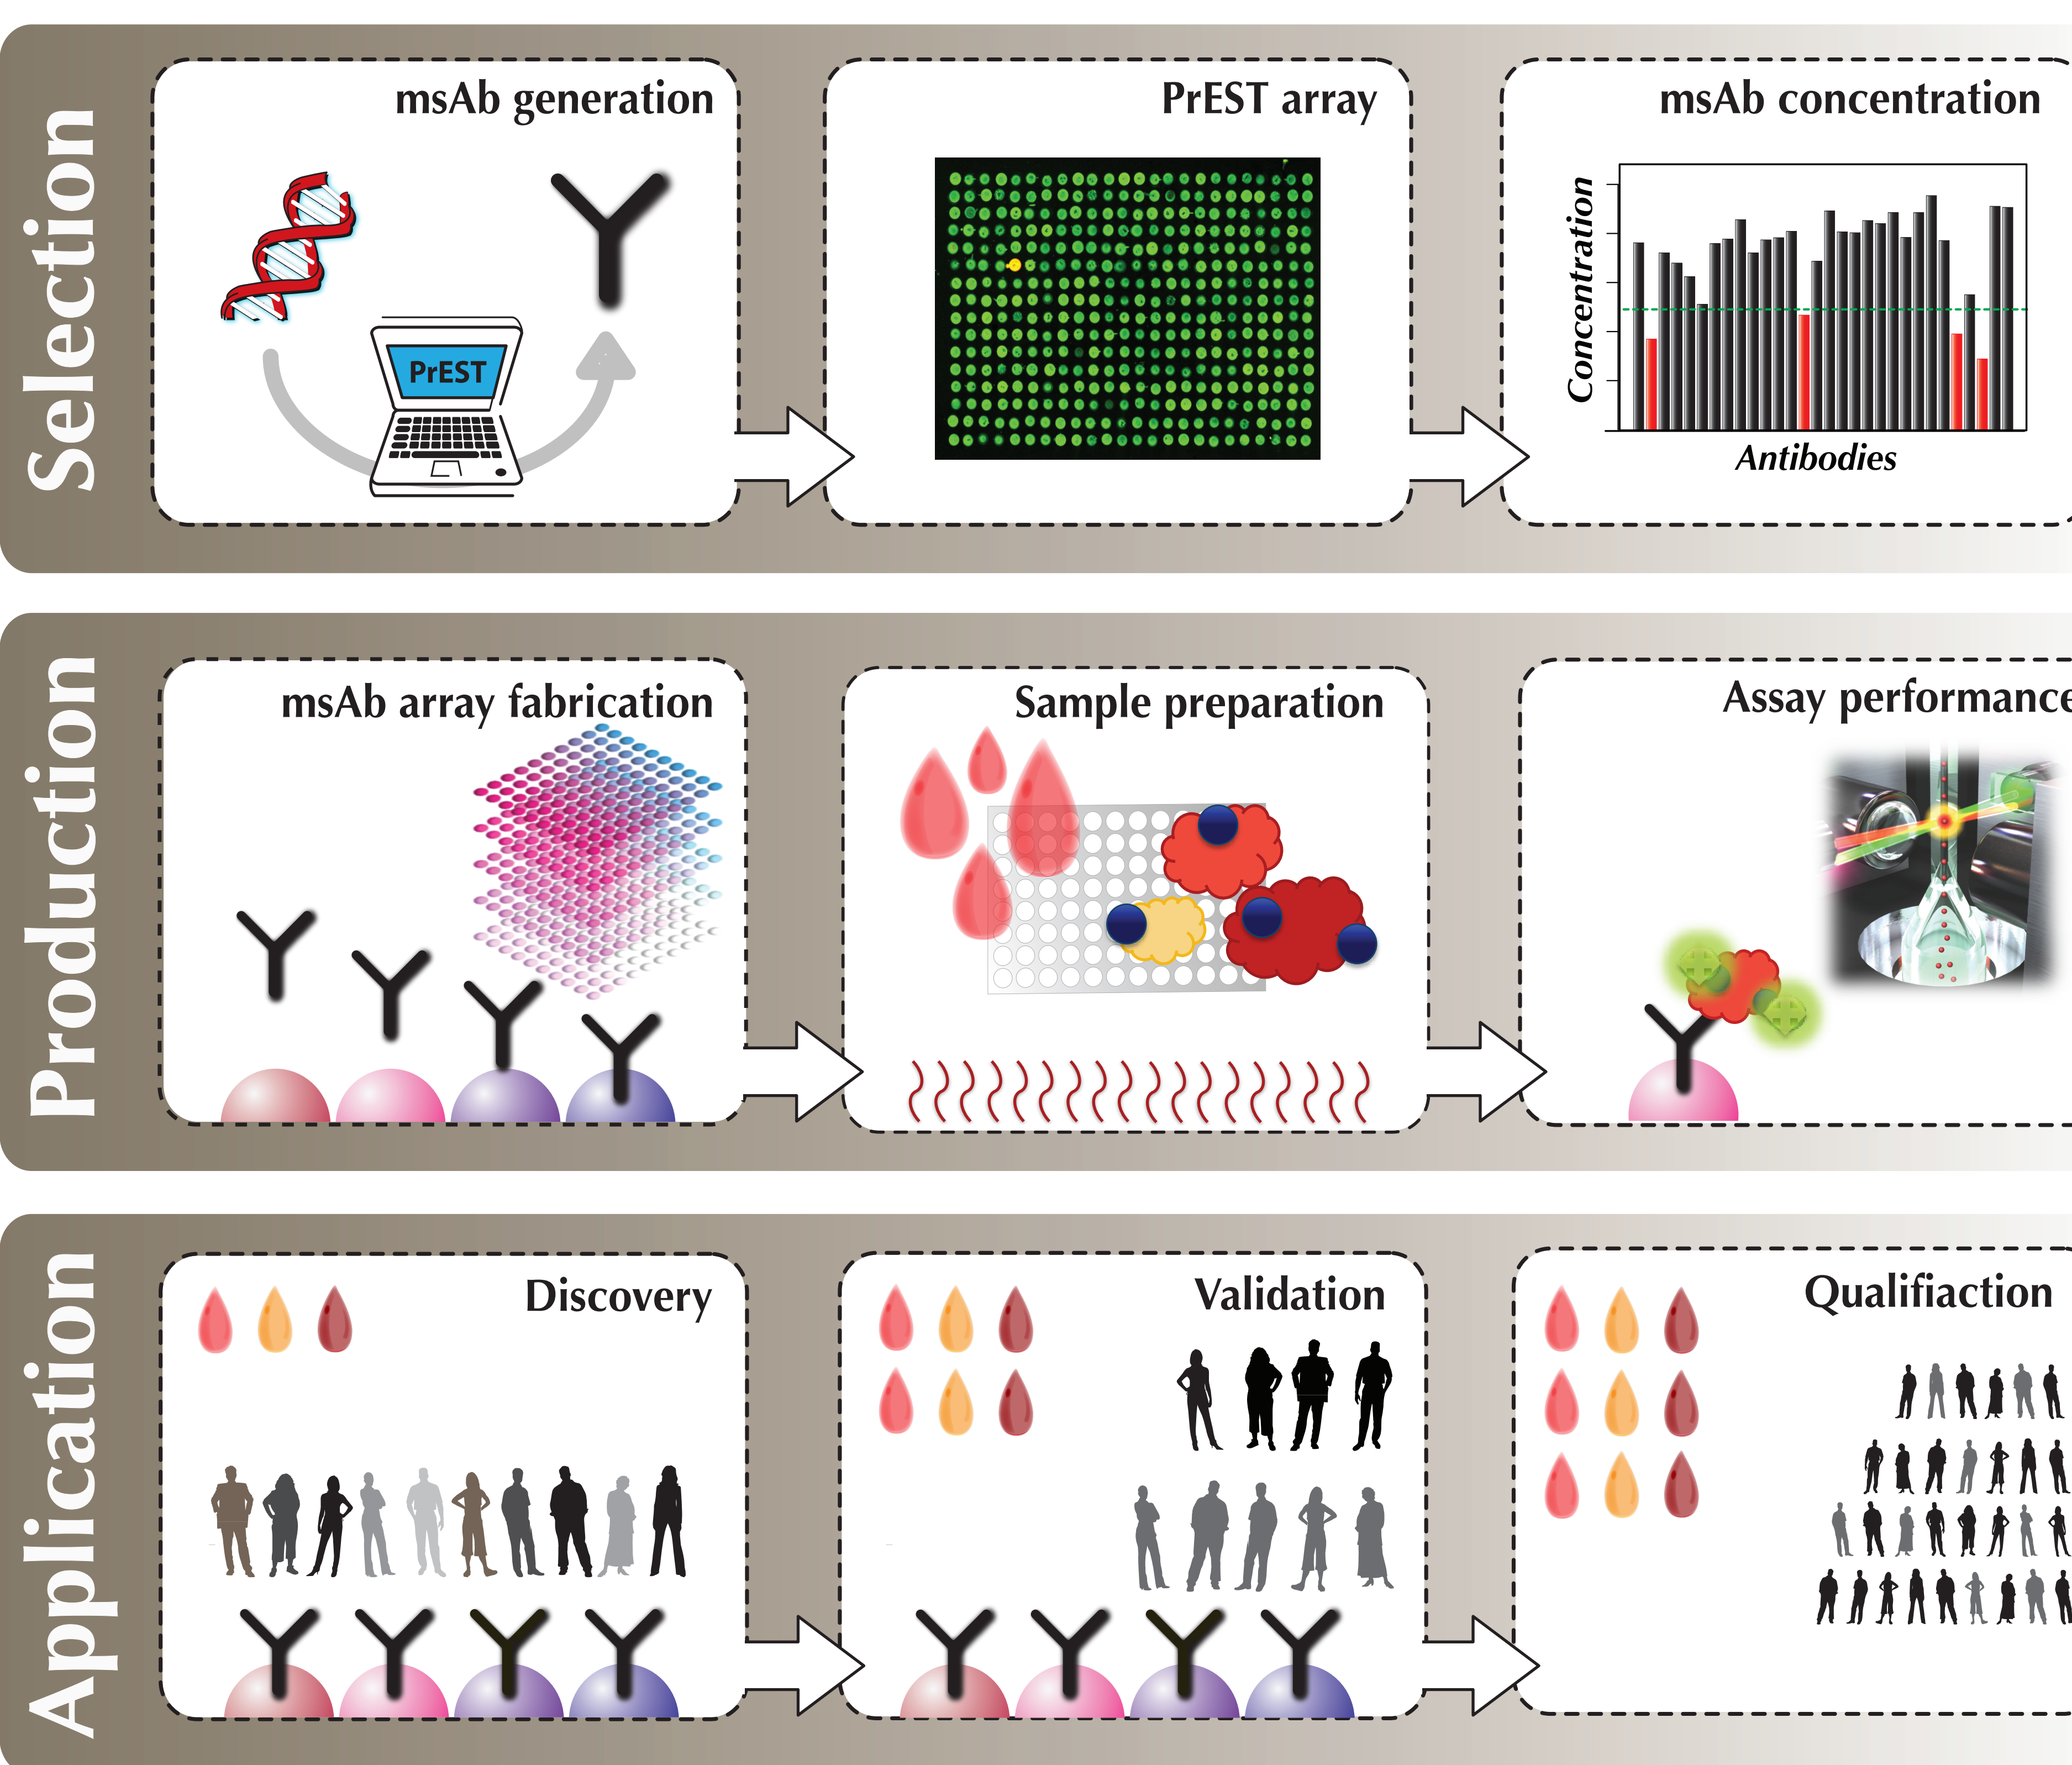 Selection
msAb generation
PrEST
PrEST array
msAb concentration
Concentration
Antibodies
Production
msAb array fabrication
Sample preparation
Assay performance
Application
Discovery
Validation
Qualifiaction